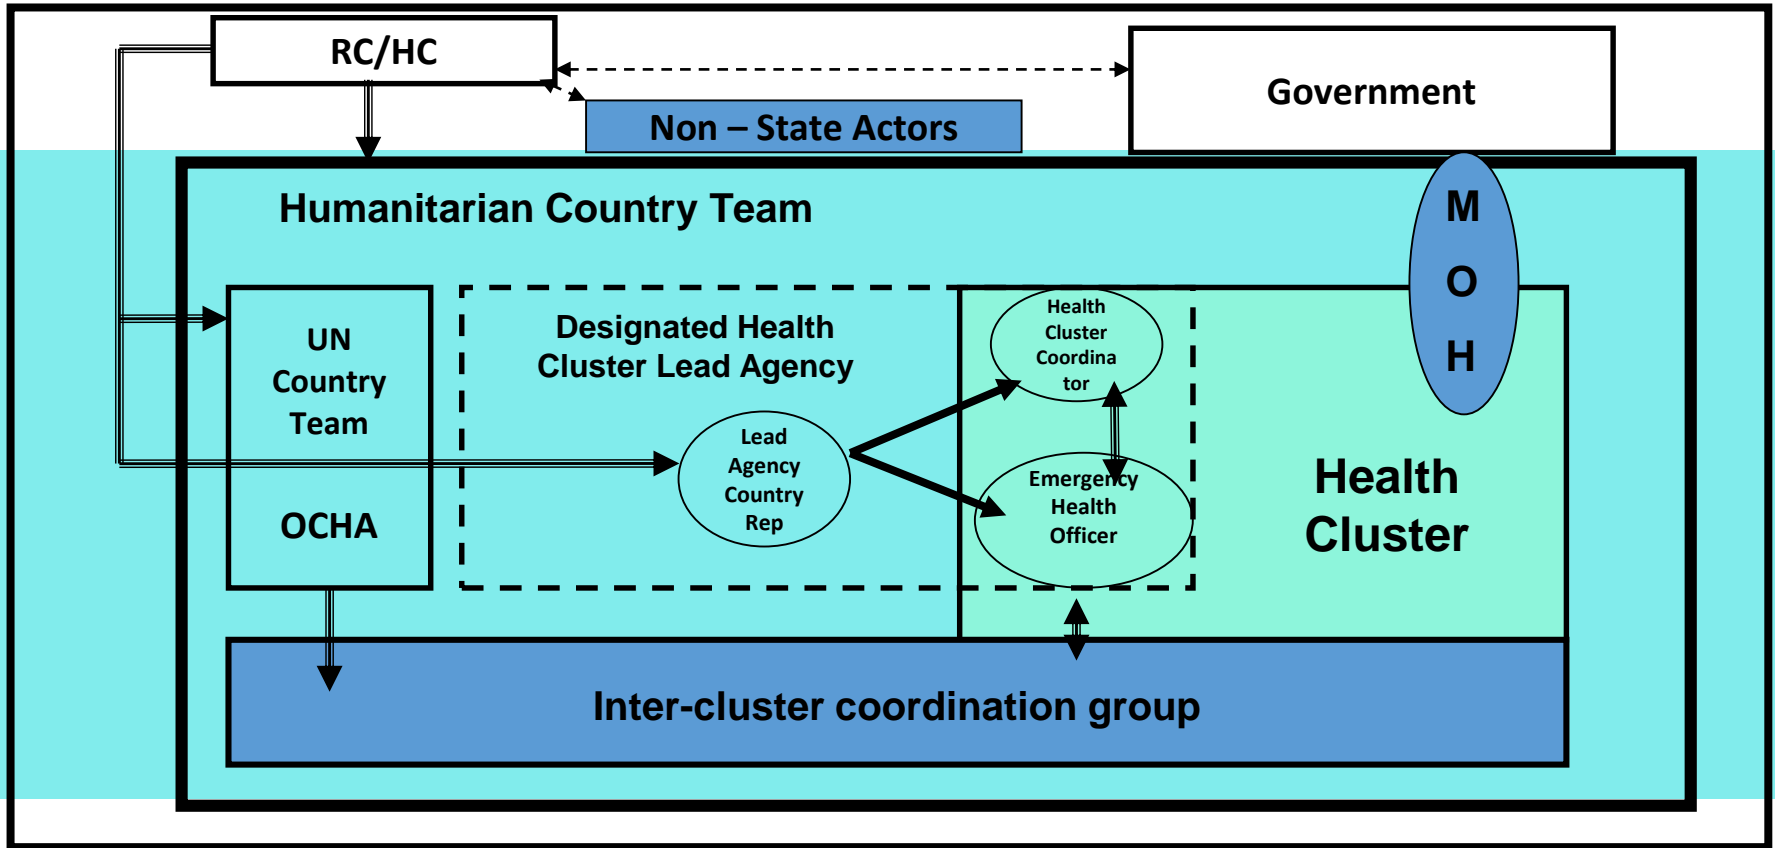 RC/HC
Government
Non – State Actors
Humanitarian Country Team
M
O
H
UN
Country
Team
OCHA
Designated Health
Cluster Lead Agency
Lead
Agency
Country
Rep
Health
Cluster
Coordina
tor
Emergency
Health
Officer
Health
Cluster
Inter-cluster coordination group